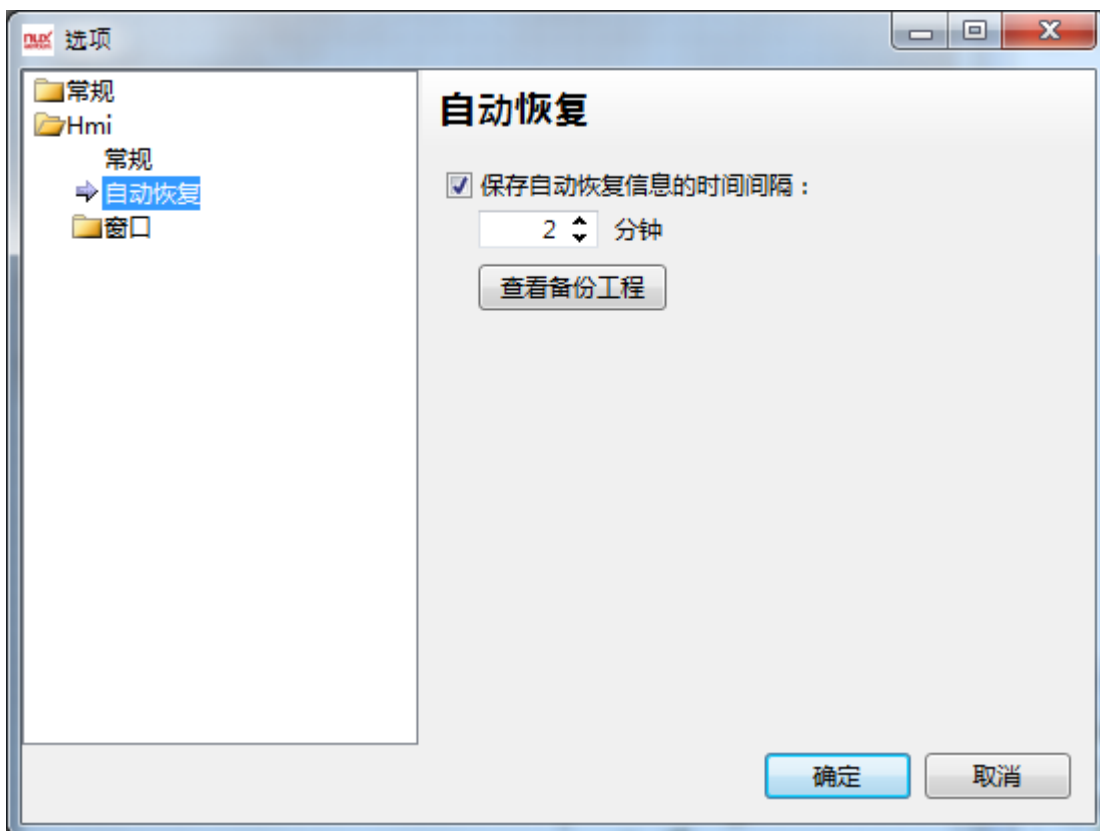 选项
常规
Hmi
常规
自动恢复
窗口
自动恢复
保存自动恢复信息的时间间隔：
2 分钟
查看备份工程
确定 取消